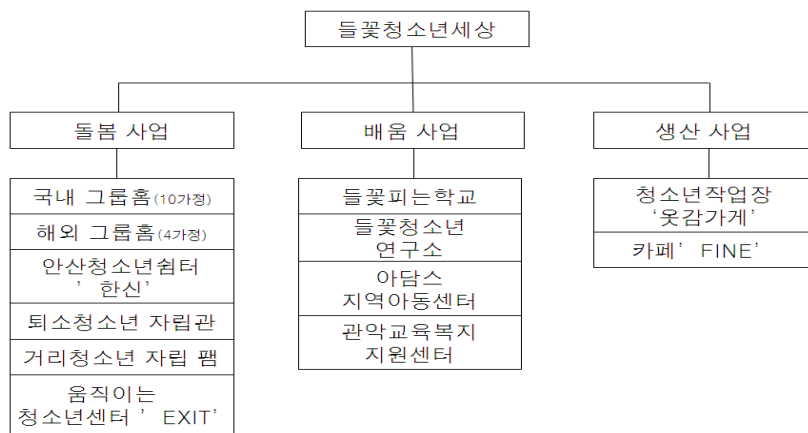 들꽃청소년세상
돌봄 사업
배움 사업
생산 사업
국내 그룹홈(10가정)
해외 그룹홈(4가정)
안산청소년쉼터
’ 한신’
퇴소청소년 자립관
거리청소년 자립 팸
움직이는
청소년센터 ’ EXIT’
들꽃피는학교
들꽃청소년
연구소
아담스
지역아동센터
관악교육복지
지원센터
청소년작업장
‘옷감가게’
카페’ FINE’